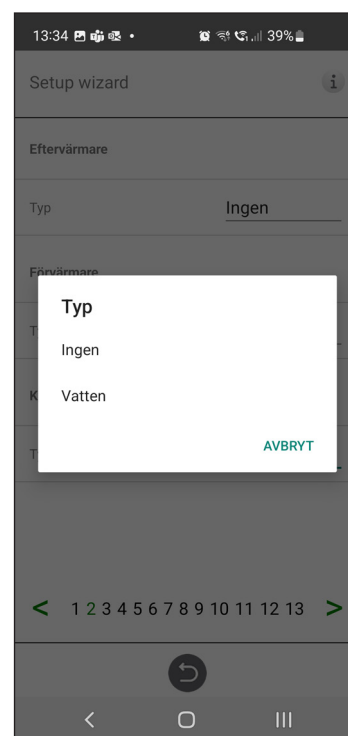 13:34 39%
Setup wizard i
Eftervärmare
Typ Ingen
Förvärmare
Typ
Ingen
Vatten
AVBRYT
< 1 2 3 4 5 6 7 8 9 10 11 12 13 >